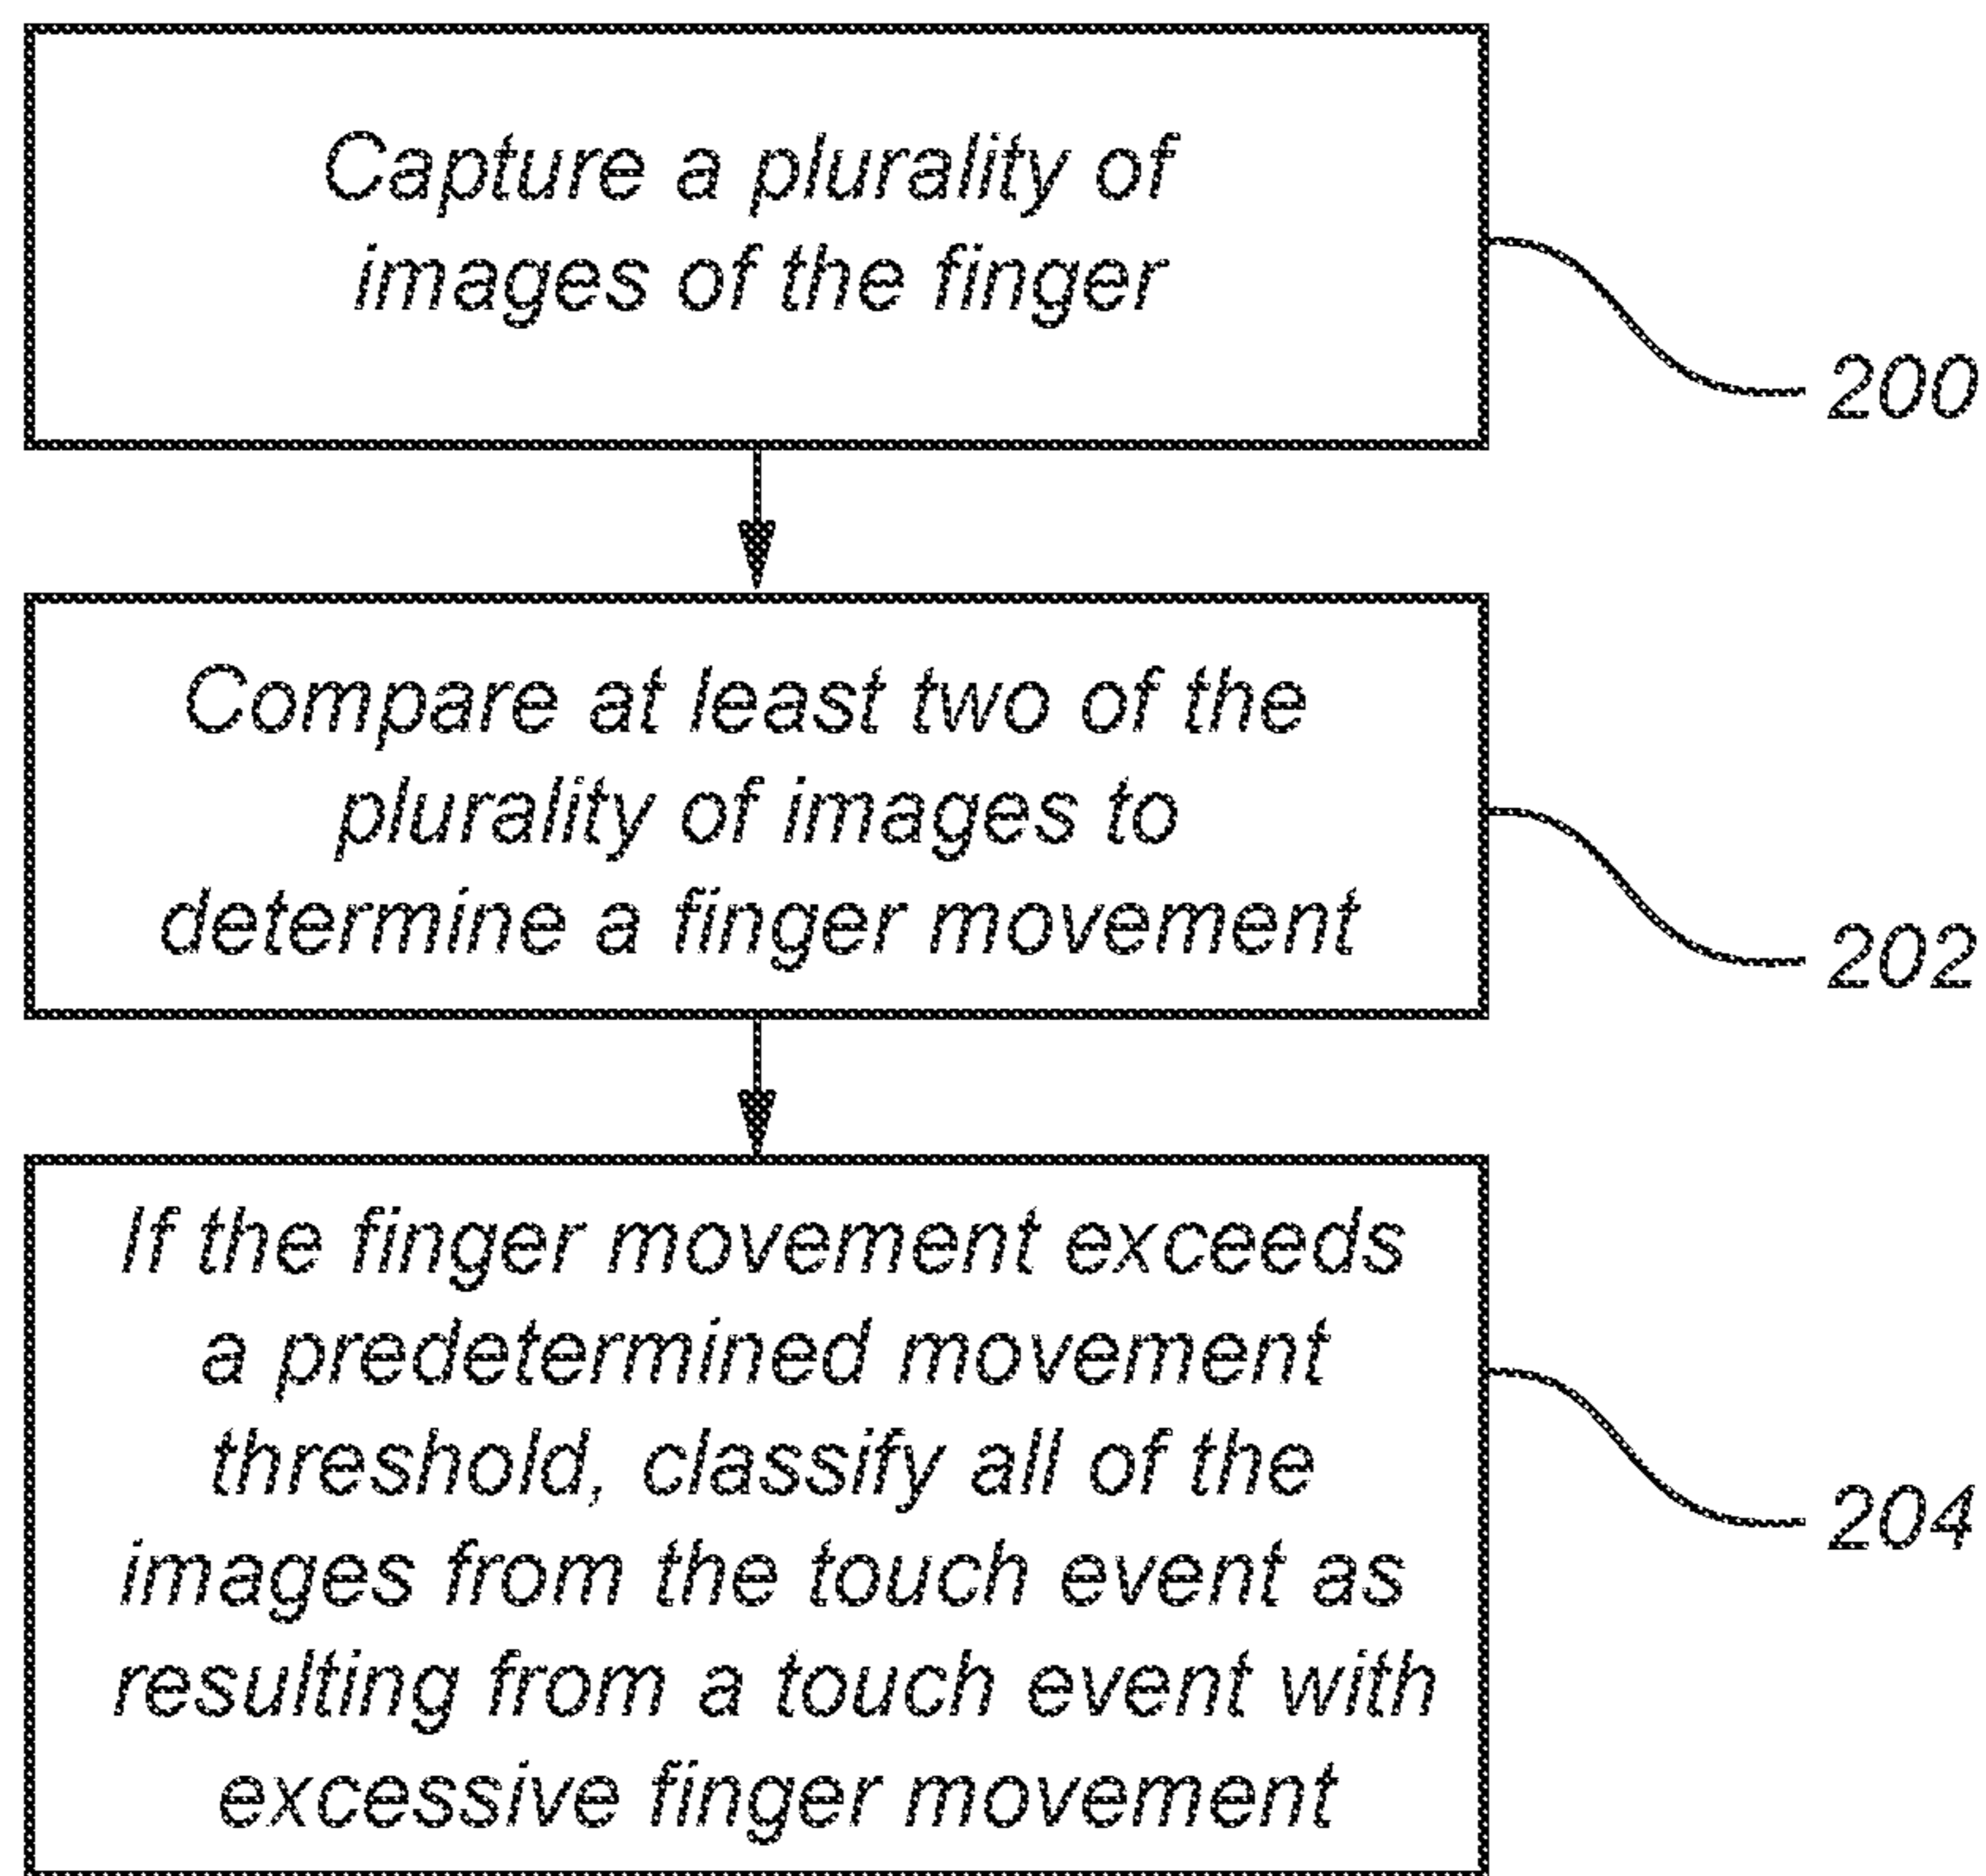 Capture a plurality of
images of the finger
200
Compare at least two of the
plurality of images to
determine a finger movement
202
If the finger movement exceeds
a predetermined movement
threshold, classify all of the
images from the touch event as
resulting from a touch event with
excessive finger movement
204